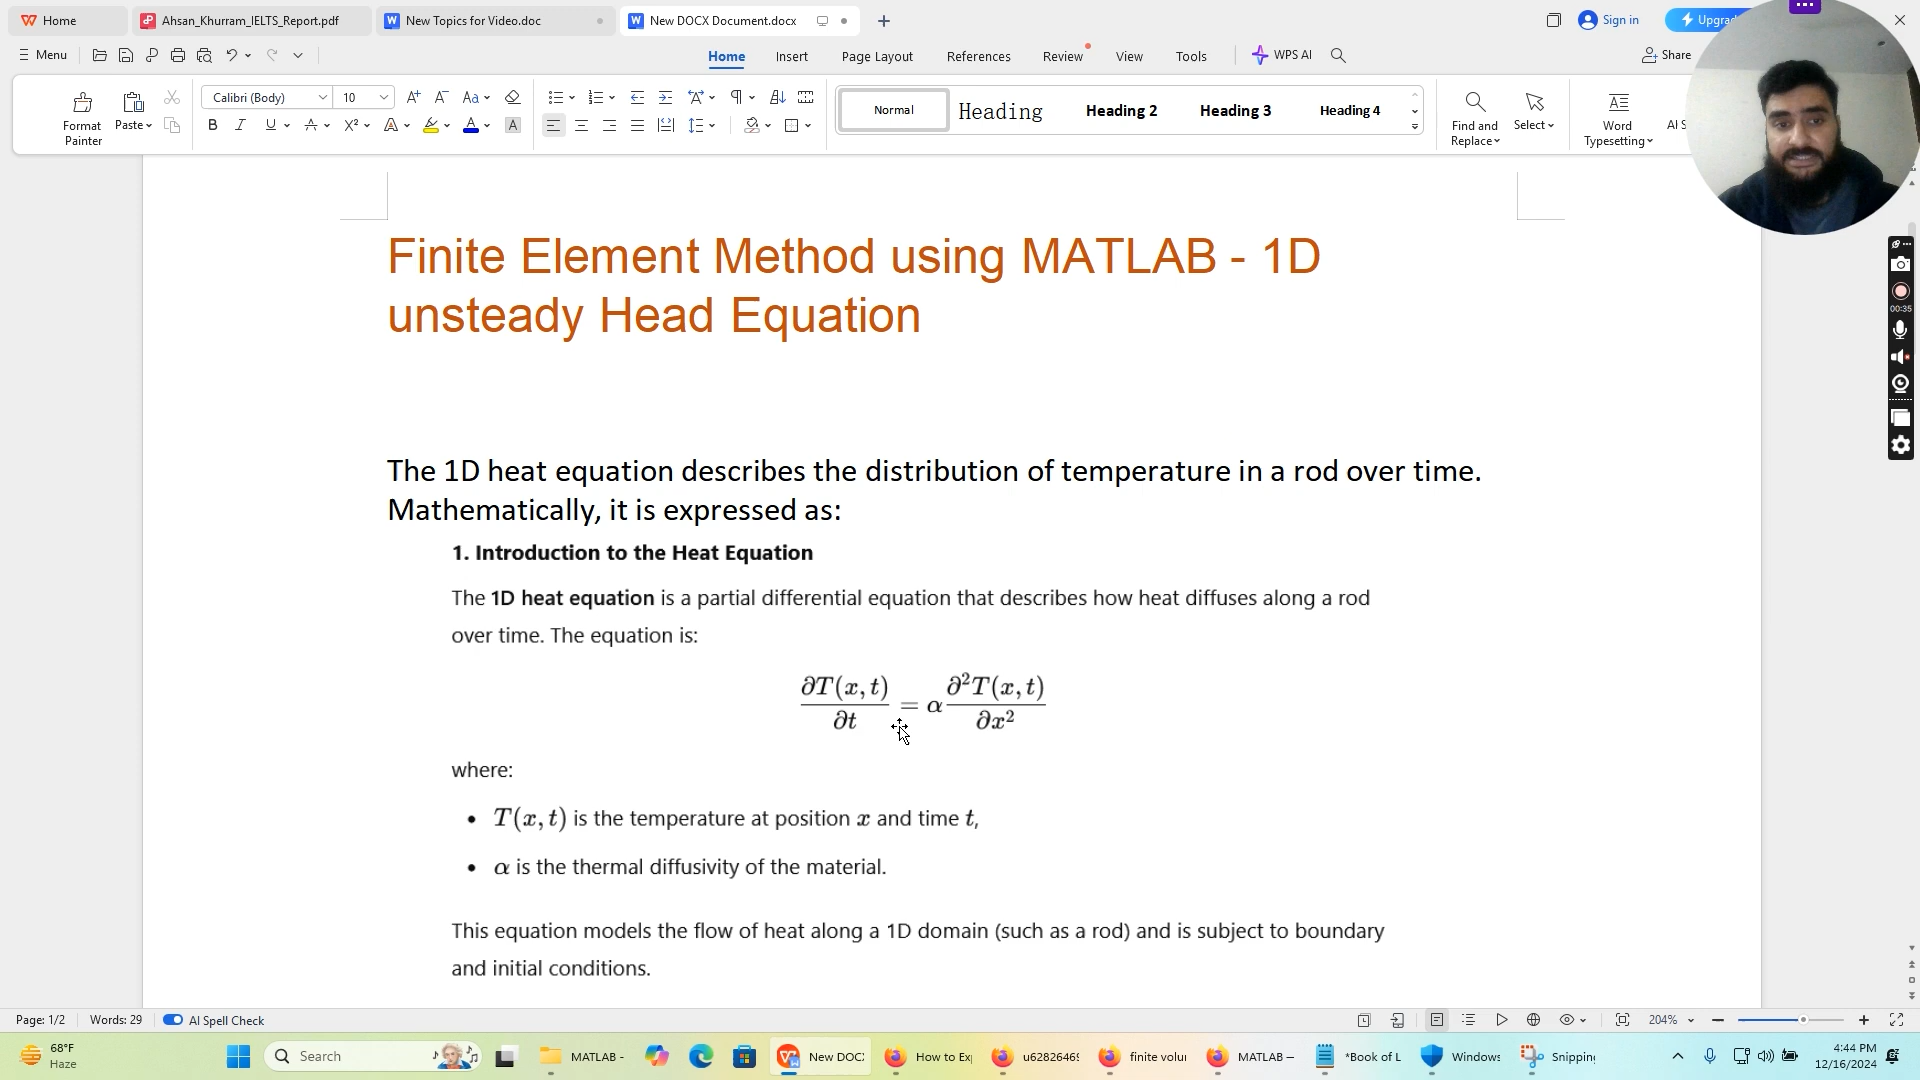 Home
Ahsan_Khurram_IELTS_Report.pdf
New Topics for Video.doc
New DOCX Document.docx
Sign in
Menu
Home
Insert
Page Layout
References
Review
View
Tools
WPS AI
Share
Format
Painter
Paste
Calibri (Body)
10
Normal
Heading
Heading 2
Heading 3
Heading 4
Find and
Replace
Select
Word
Typesetting
Finite Element Method using MATLAB - 1D
unsteady Head Equation
The 1D heat equation describes the distribution of temperature in a rod over time.
Mathematically, it is expressed as:
1. Introduction to the Heat Equation
The 1D heat equation is a partial differential equation that describes how heat diffuses along a rod
over time. The equation is:
∂T(x, t)/∂t = α ∂²T(x, t)/∂x²
where:
• T(x, t) is the temperature at position x and time t,
• α is the thermal diffusivity of the material.
This equation models the flow of heat along a 1D domain (such as a rod) and is subject to boundary
and initial conditions.
00:35
Page: 1/2
Words: 29
AI Spell Check
204%
68°F
Haze
Search
MATLAB -
New DOC
How to Ex
u6282646
finite volu
MATLAB —
*Book of L
Windows
Snippin
4:44 PM
12/16/2024